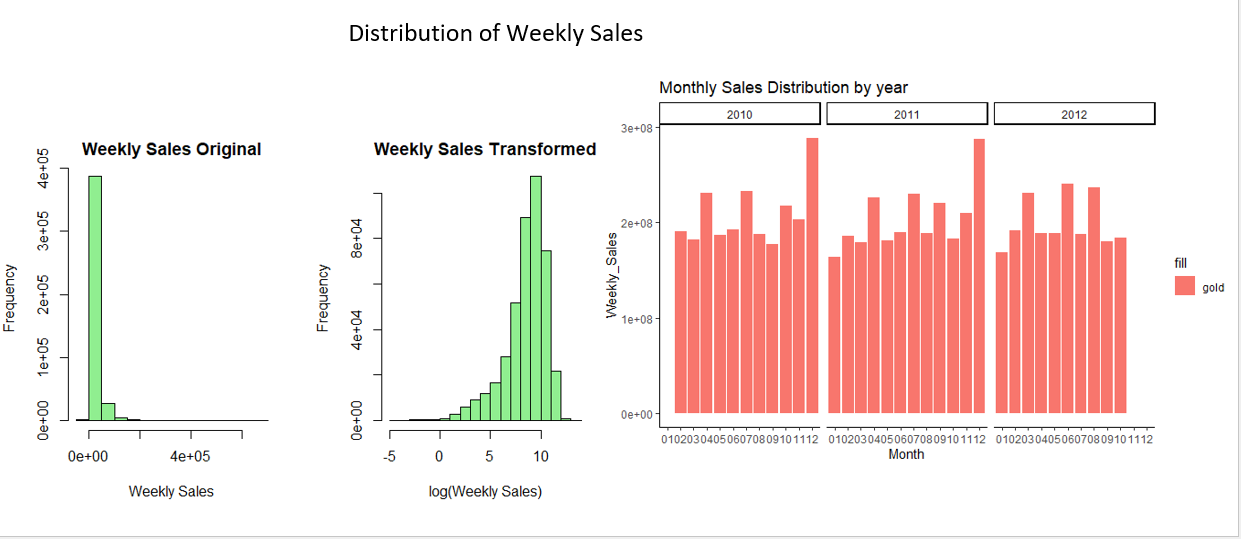 Distribution of Weekly Sales
Weekly Sales Original
Frequency
4e+05
3e+05
2e+05
1e+05
0e+00
0e+00 4e+05
Weekly Sales
Weekly Sales Transformed
Frequency
8e+04
4e+04
0e+00
-5 0 5 10
log(Weekly Sales)
Monthly Sales Distribution by year
2010 2011 2012
Weekly_Sales
3e+08
2e+08
1e+08
0e+00
010203040506070809101112 010203040506070809101112 010203040506070809101112
Month
fill
gold